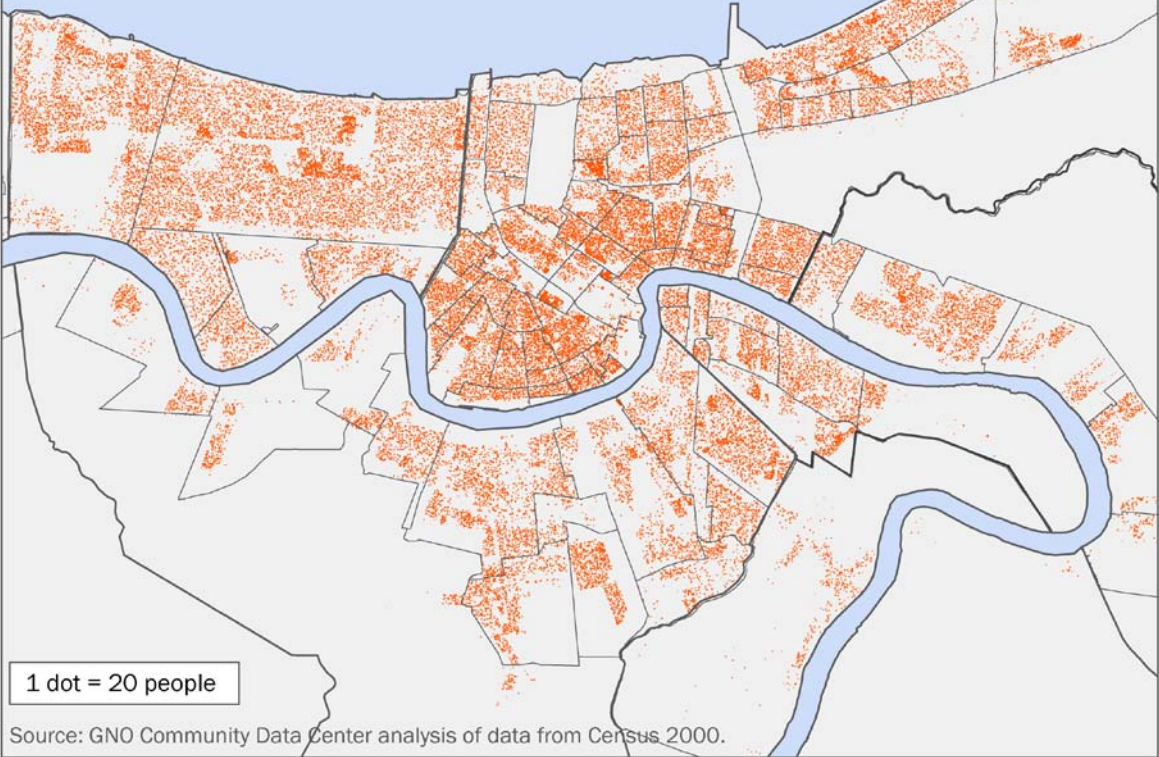 1 dot = 20 people
Source: GNO Community Data Center analysis of data from Census 2000.